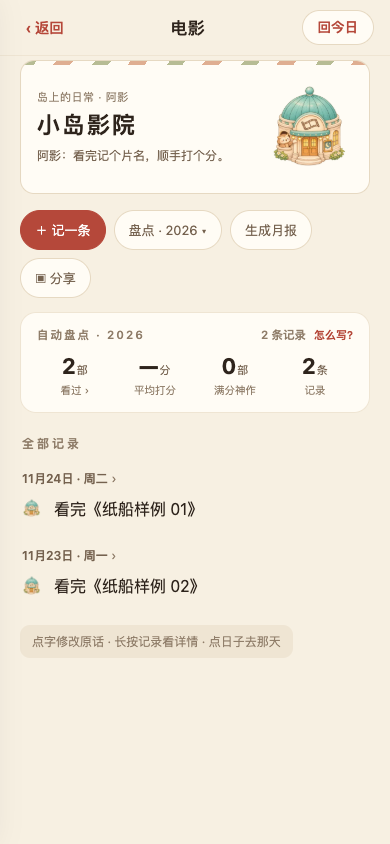 ‹ 返回
电影
回今日
岛上的日常 · 阿影
小岛影院
阿影：看完记个片名，顺手打个分。
＋ 记一条
盘点 · 2026 ▾
生成月报
▣ 分享
自动盘点 · 2026
2 条记录 怎么写?
2部
一分
0部
2条
看过 ›
平均打分
满分神作
记录
全部记录
11月24日 · 周二 ›
看完《纸船样例 01》
11月23日 · 周一 ›
看完《纸船样例 02》
点字修改原话 · 长按记录看详情 · 点日子去那天